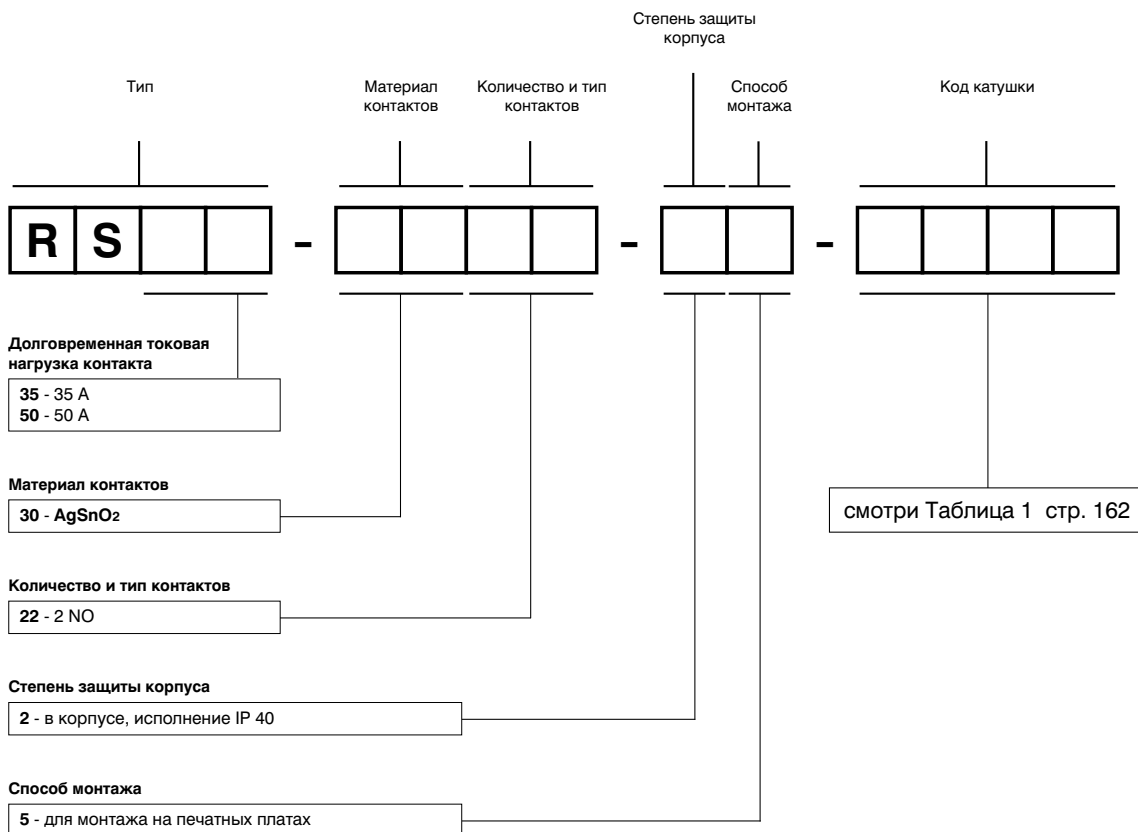 Степень защиты
корпуса
Тип
Материал
контактов
Количество и тип
контактов
Способ
монтажа
Код катушки
R S - - -
Долговременная токовая
нагрузка контакта
35 - 35 A
50 - 50 A
Материал контактов
30 - AgSnO2
смотри Таблица 1 стр. 162
Количество и тип контактов
22 - 2 NO
Степень защиты корпуса
2 - в корпусе, исполнение IP 40
Способ монтажа
5 - для монтажа на печатных платах